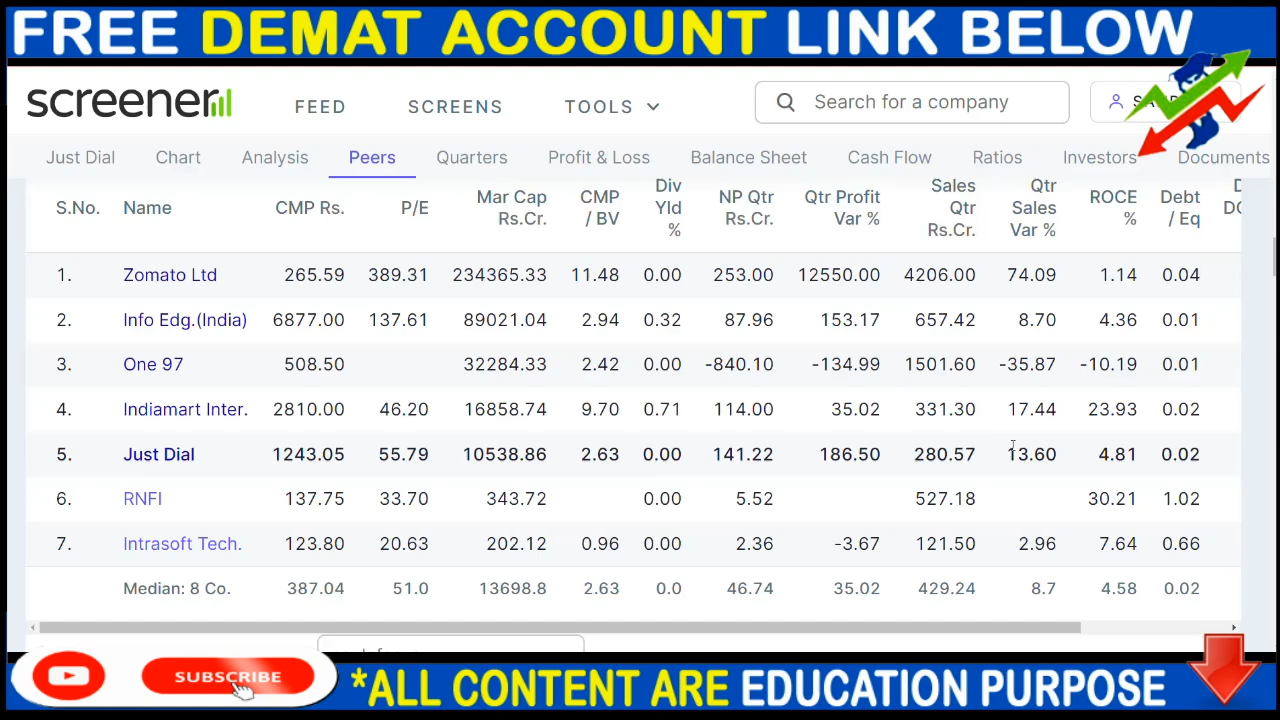 FREE DEMAT ACCOUNT LINK BELOW
screener
FEED SCREENS TOOLS Search for a company
Just Dial Chart Analysis Peers Quarters Profit & Loss Balance Sheet Cash Flow Ratios Investors Documents
S.No. Name CMP Rs. P/E Mar Cap Rs.Cr. CMP / BV Div Yld % NP Qtr Rs.Cr. Qtr Profit Var % Sales Qtr Rs.Cr. Qtr Sales Var % ROCE % Debt / Eq
1. Zomato Ltd 265.59 389.31 234365.33 11.48 0.00 253.00 12550.00 4206.00 74.09 1.14 0.04
2. Info Edg.(India) 6877.00 137.61 89021.04 2.94 0.32 87.96 153.17 657.42 8.70 4.36 0.01
3. One 97 508.50 32284.33 2.42 0.00 -840.10 -134.99 1501.60 -35.87 -10.19 0.01
4. Indiamart Inter. 2810.00 46.20 16858.74 9.70 0.71 114.00 35.02 331.30 17.44 23.93 0.02
5. Just Dial 1243.05 55.79 10538.86 2.63 0.00 141.22 186.50 280.57 13.60 4.81 0.02
6. RNFI 137.75 33.70 343.72 0.00 5.52 527.18 30.21 1.02
7. Intrasoft Tech. 123.80 20.63 202.12 0.96 0.00 2.36 -3.67 121.50 2.96 7.64 0.66
Median: 8 Co. 387.04 51.0 13698.8 2.63 0.0 46.74 35.02 429.24 8.7 4.58 0.02
SUBSCRIBE
*ALL CONTENT ARE EDUCATION PURPOSE